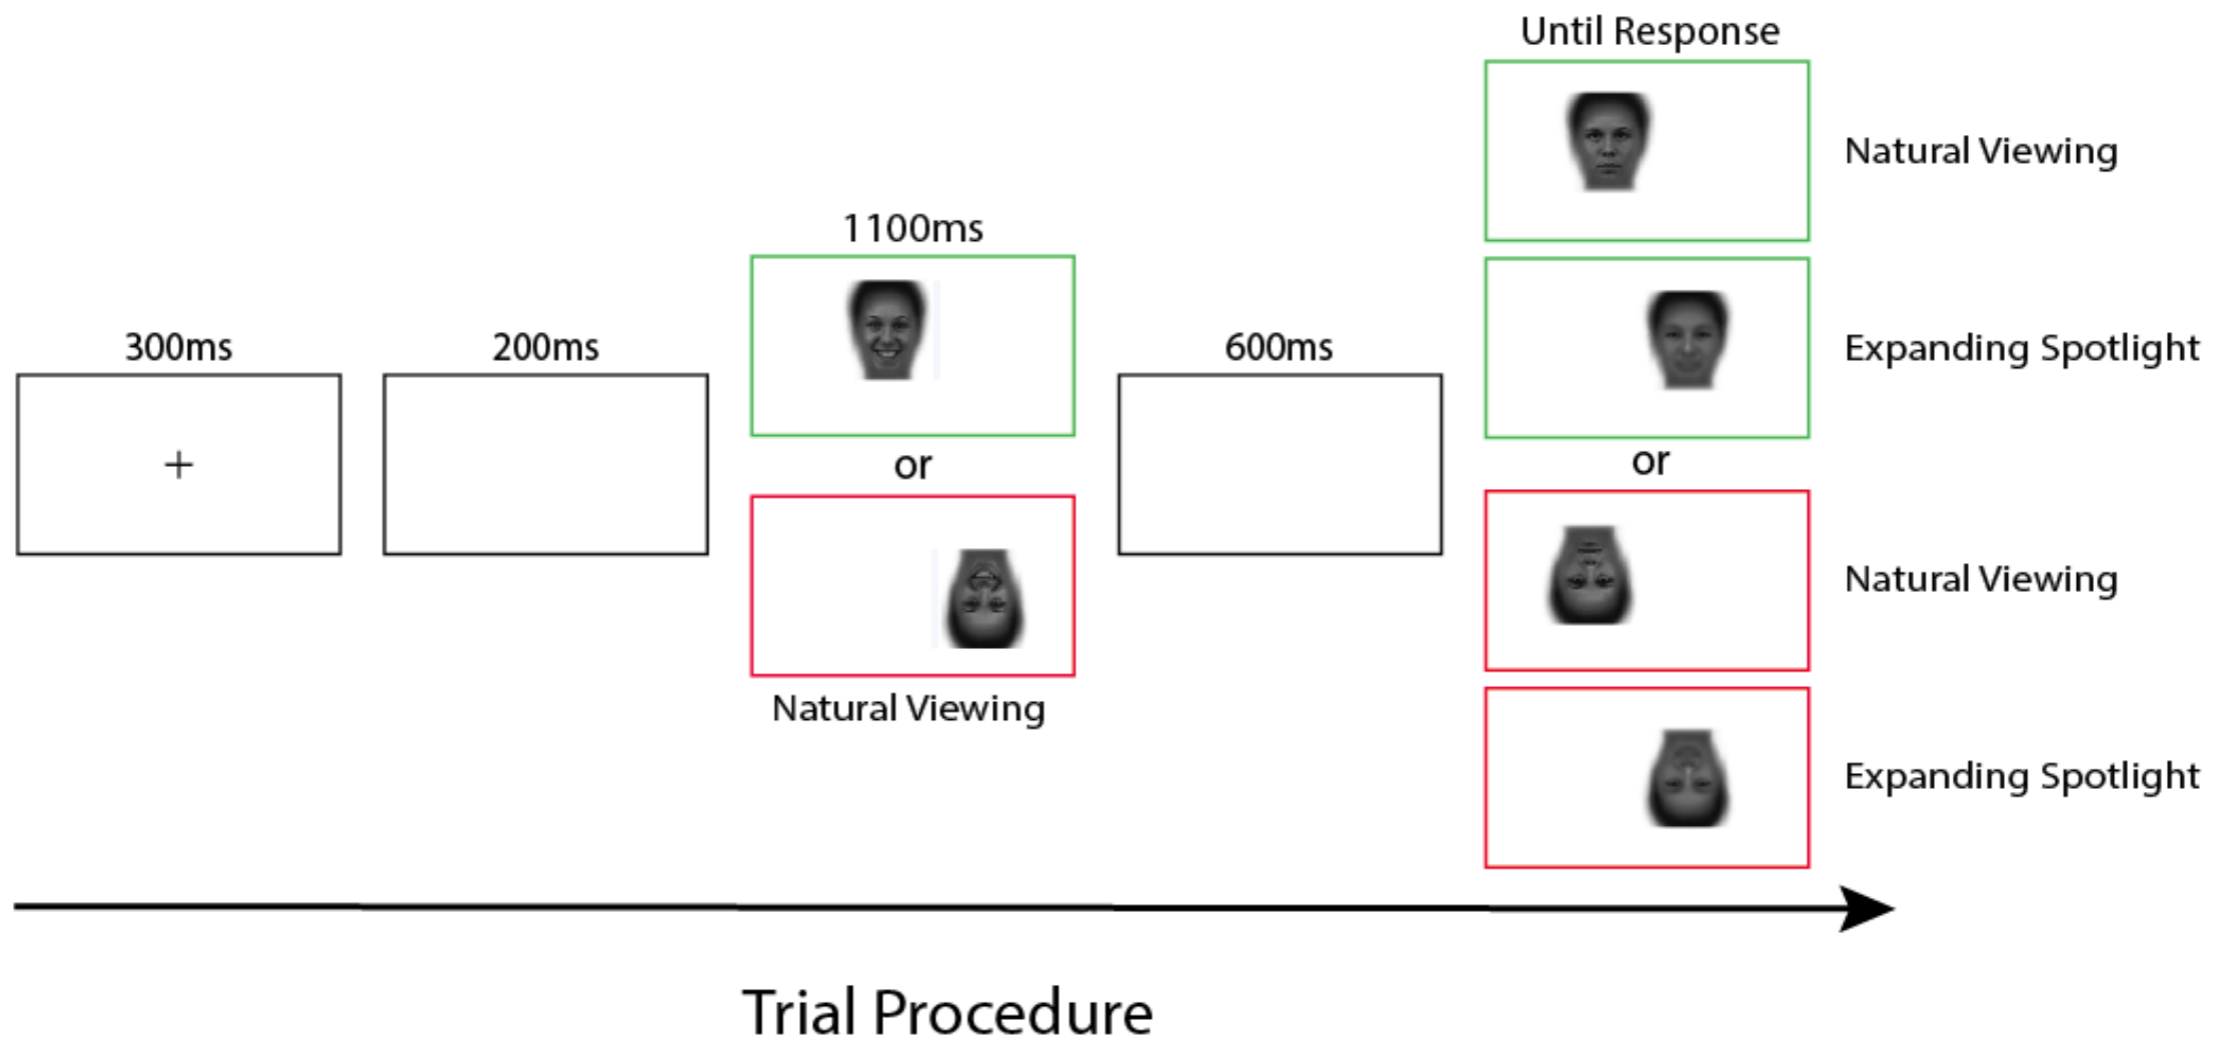 300ms
200ms
1100ms
or
Natural Viewing
600ms
Until Response
Natural Viewing
Expanding Spotlight
or
Natural Viewing
Expanding Spotlight
Trial Procedure